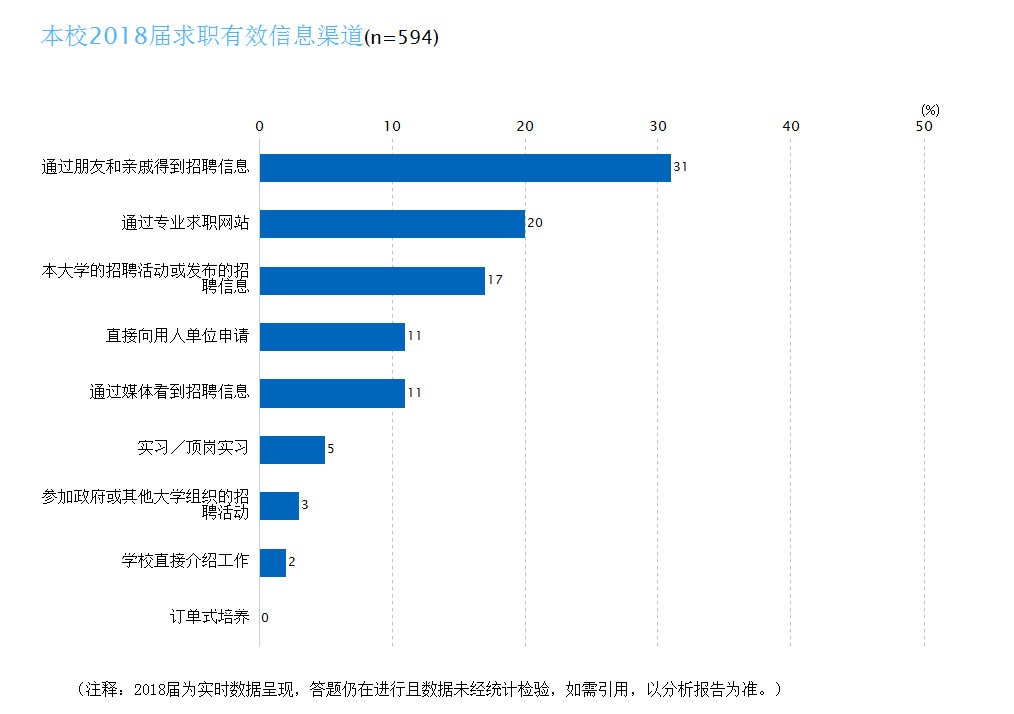 本校2018届求职有效信息渠道(n=594)
(%)
0 10 20 30 40 50
通过朋友和亲戚得到招聘信息 31
通过专业求职网站 20
本大学的招聘活动或发布的招
聘信息 17
直接向用人单位申请 11
通过媒体看到招聘信息 11
实习／顶岗实习 5
参加政府或其他大学组织的招
聘活动 3
学校直接介绍工作 2
订单式培养 0
（注释：2018届为实时数据呈现，答题仍在进行且数据未经统计检验，如需引用，以分析报告为准。）